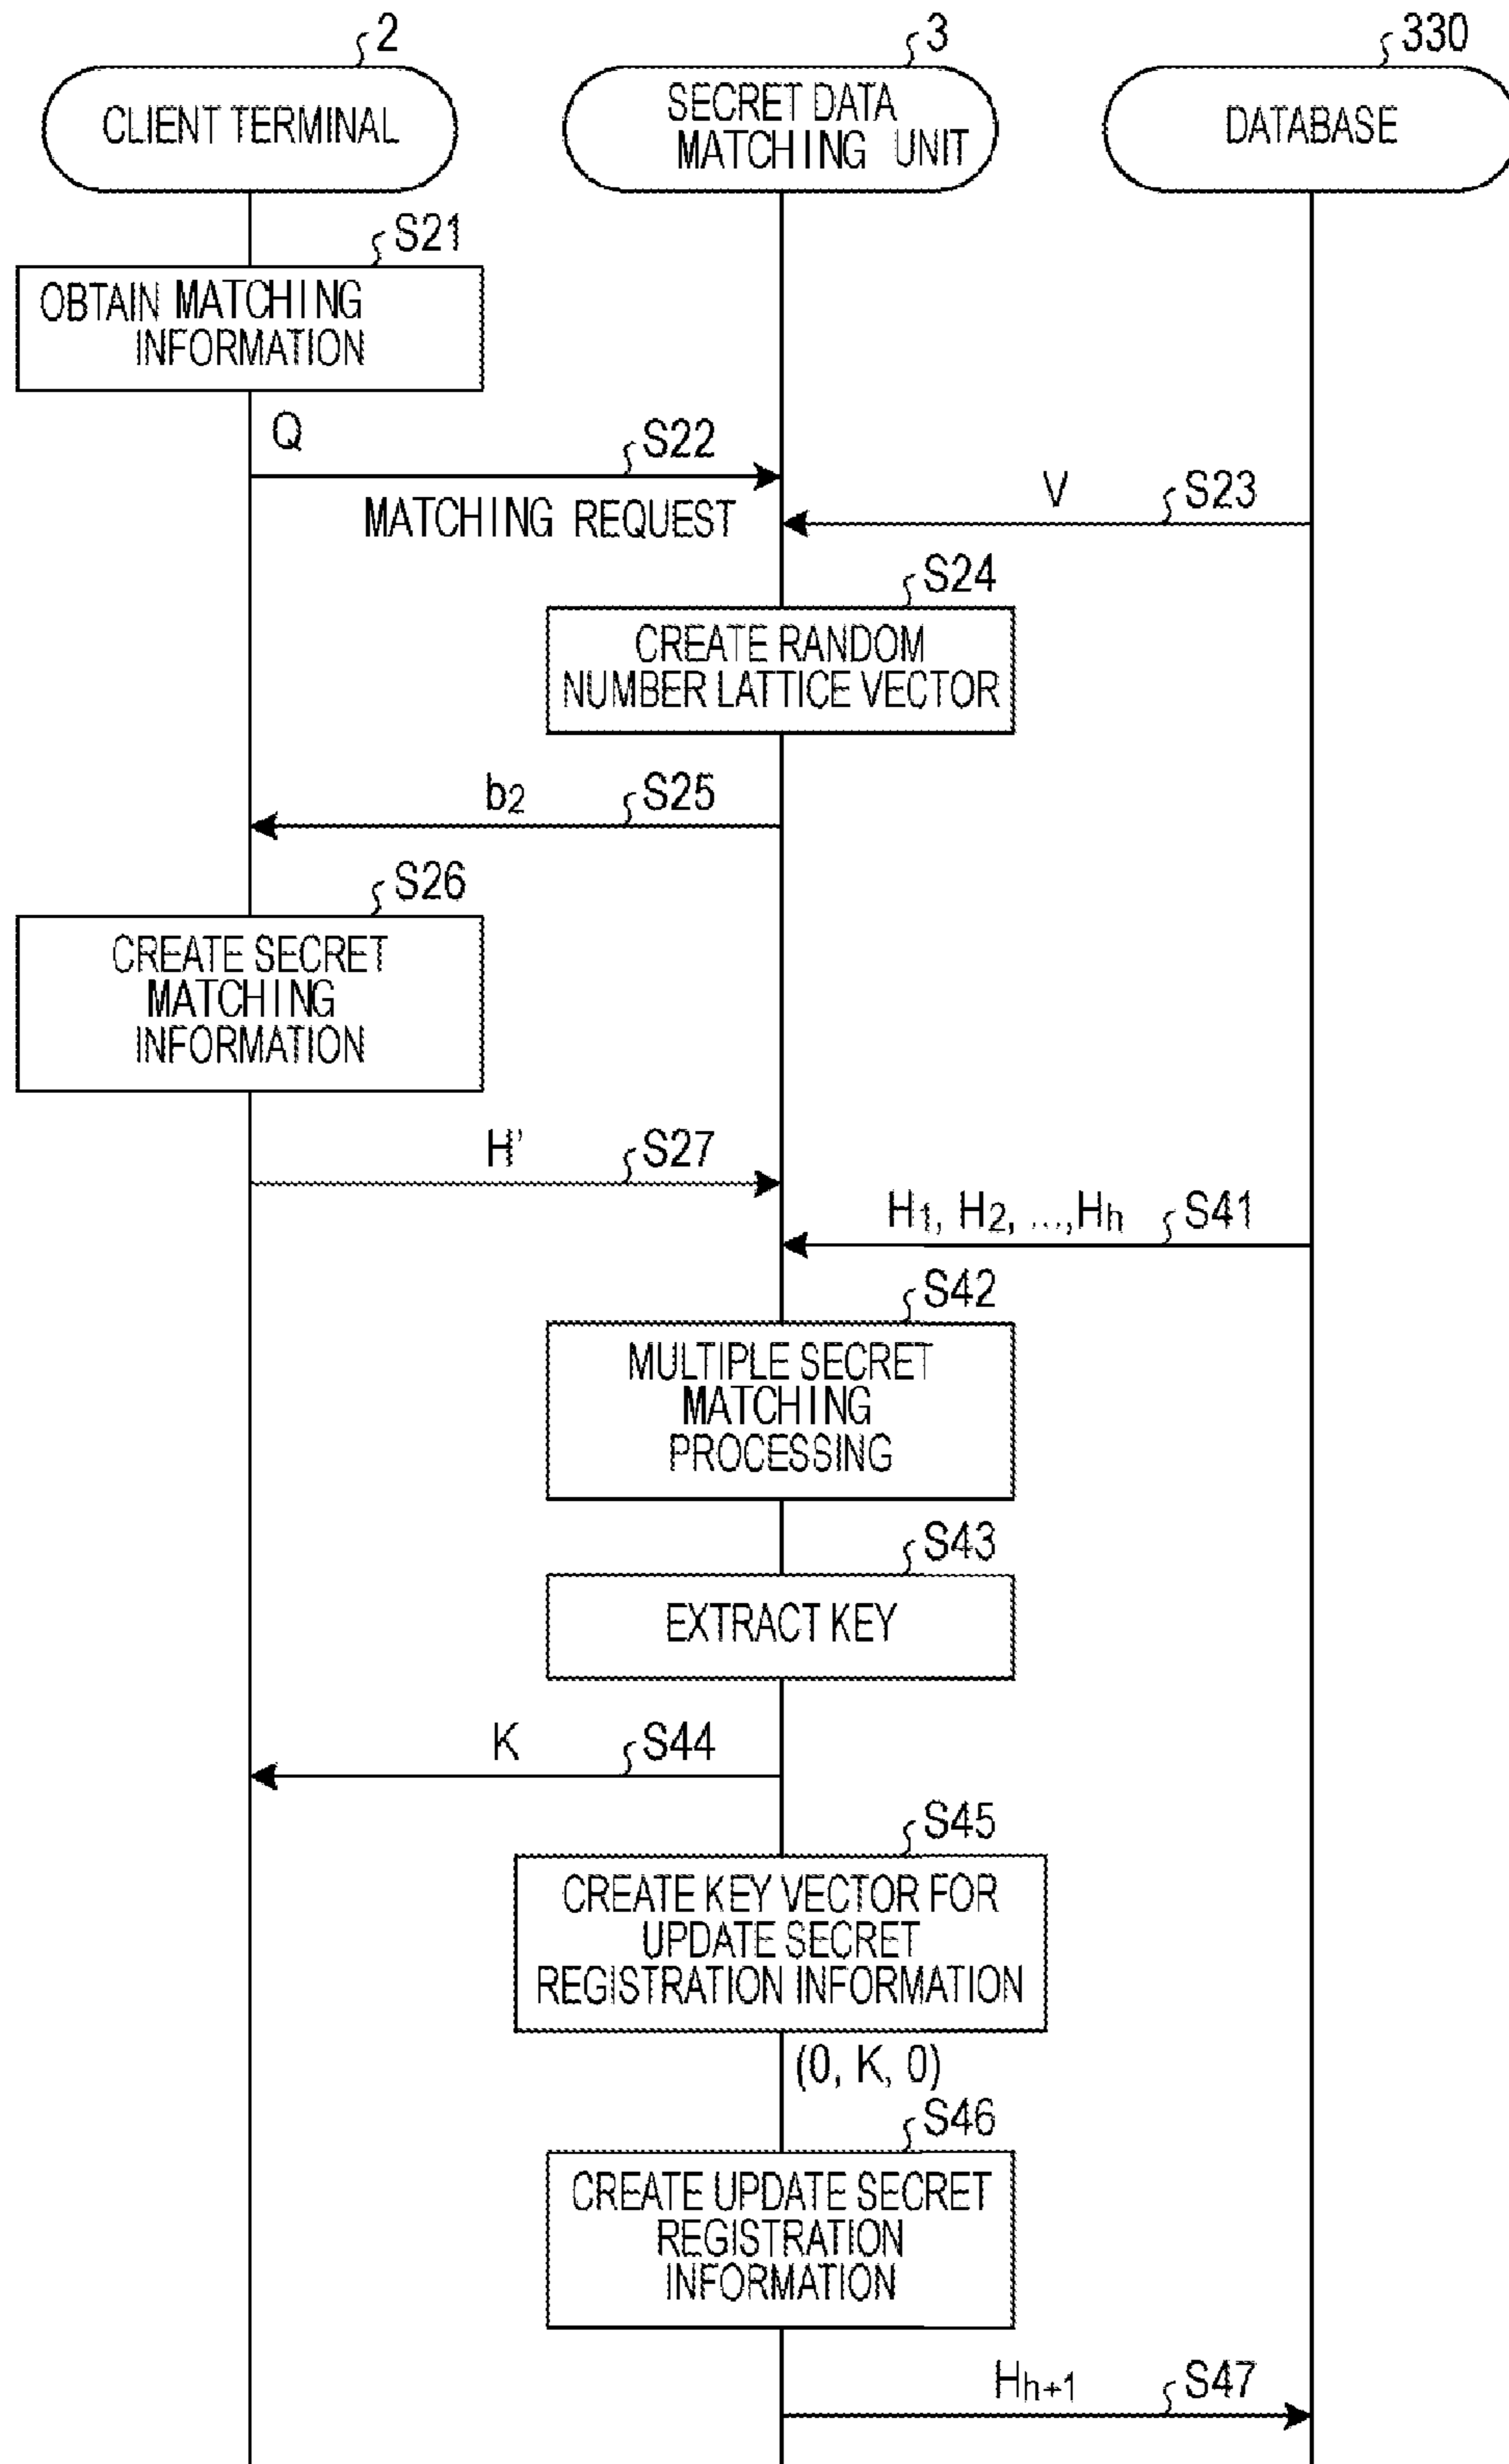 2
3
330
CLIENT TERMINAL
SECRET DATA
MATCHING UNIT
DATABASE
S21
OBTAIN MATCHING
INFORMATION
Q
S22
MATCHING REQUEST
V
S23
S24
CREATE RANDOM
NUMBER LATTICE VECTOR
b2
S25
S26
CREATE SECRET
MATCHING
INFORMATION
H'
S27
H1, H2, ...,Hh
S41
S42
MULTIPLE SECRET
MATCHING
PROCESSING
S43
EXTRACT KEY
K
S44
S45
CREATE KEY VECTOR FOR
UPDATE SECRET
REGISTRATION INFORMATION
(0, K, 0)
S46
CREATE UPDATE SECRET
REGISTRATION
INFORMATION
Hh+1
S47